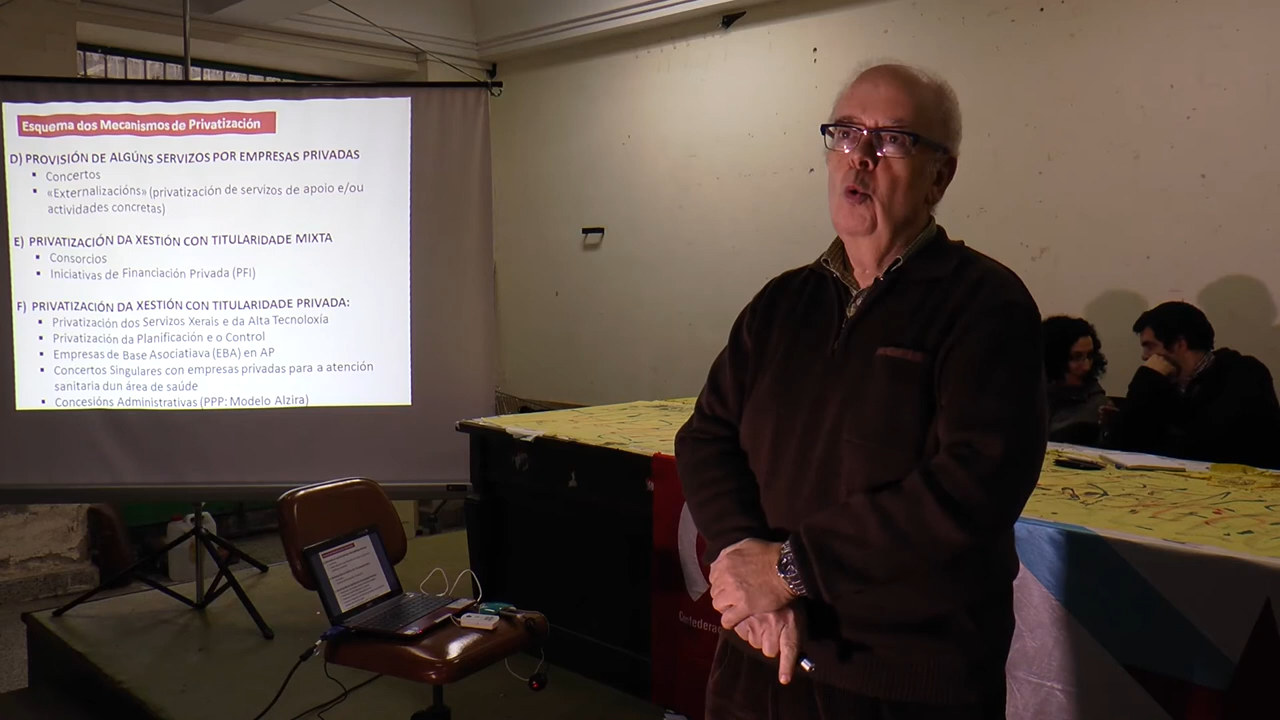 Esquema dos Mecanismos de Privatización
D) PROVISIÓN DE ALGÚNS SERVIZOS POR EMPRESAS PRIVADAS
▪ Concertos
▪ «Externalizacións» (privatización de servizos de apoio e/ou
actividades concretas)
E) PRIVATIZACIÓN DA XESTIÓN CON TITULARIDADE MIXTA
▪ Consorcios
▪ Iniciativas de Financiación Privada (PFI)
F) PRIVATIZACIÓN DA XESTIÓN CON TITULARIDADE PRIVADA:
▪ Privatización dos Servizos Xerais e da Alta Tecnoloxía
▪ Privatización da Planificación e o Control
▪ Empresas de Base Asociatiava (EBA) en AP
▪ Concertos Singulares con empresas privadas para a atención
sanitaria dun área de saúde
▪ Concesións Administrativas (PPP: Modelo Alzira)
Confederac